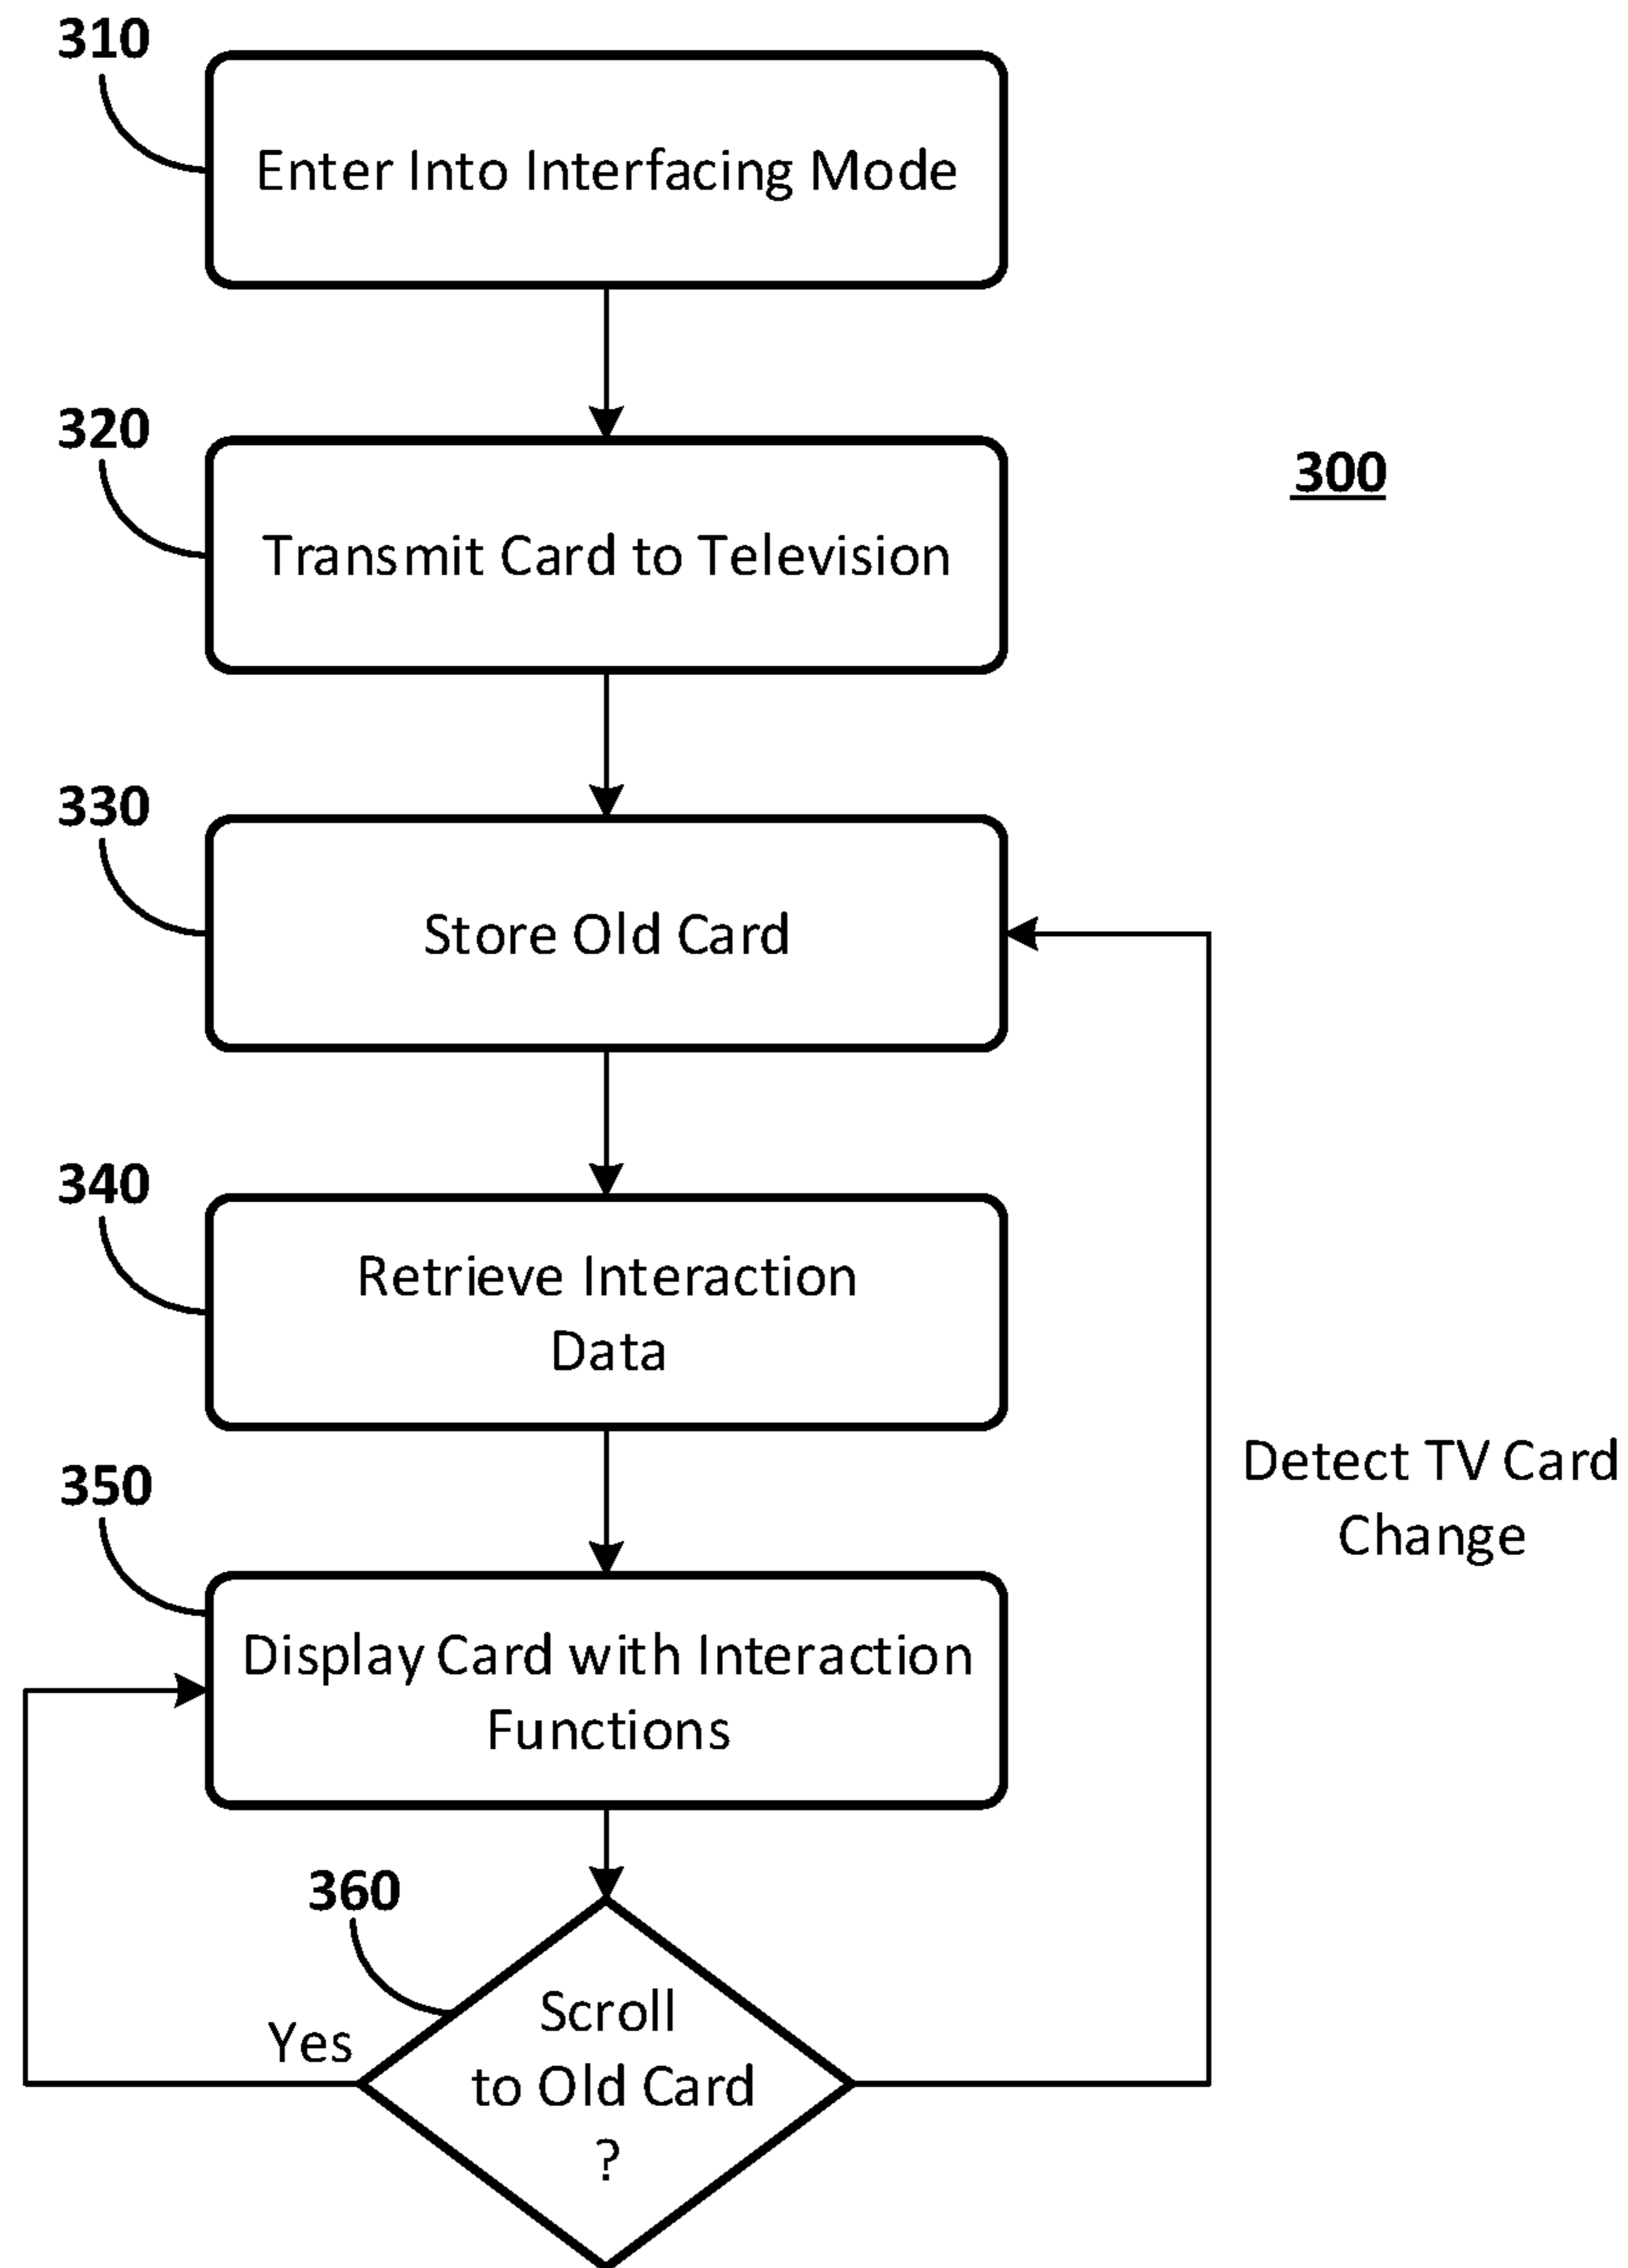 310
Enter Into Interfacing Mode
320
300
Transmit Card to Television
330
Store Old Card
340
Retrieve Interaction
Data
Detect TV Card
Change
350
Display Card with Interaction
Functions
360
Scroll
to Old Card
?
Yes